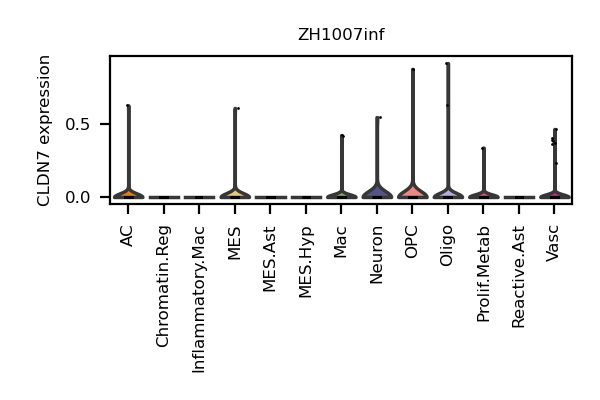 ZH1007inf
CLDN7 expression
0.5
0.0
AC
Chromatin.Reg
Inflammatory.Mac
MES
MES.Ast
MES.Hyp
Mac
Neuron
OPC
Oligo
Prolif.Metab
Reactive.Ast
Vasc